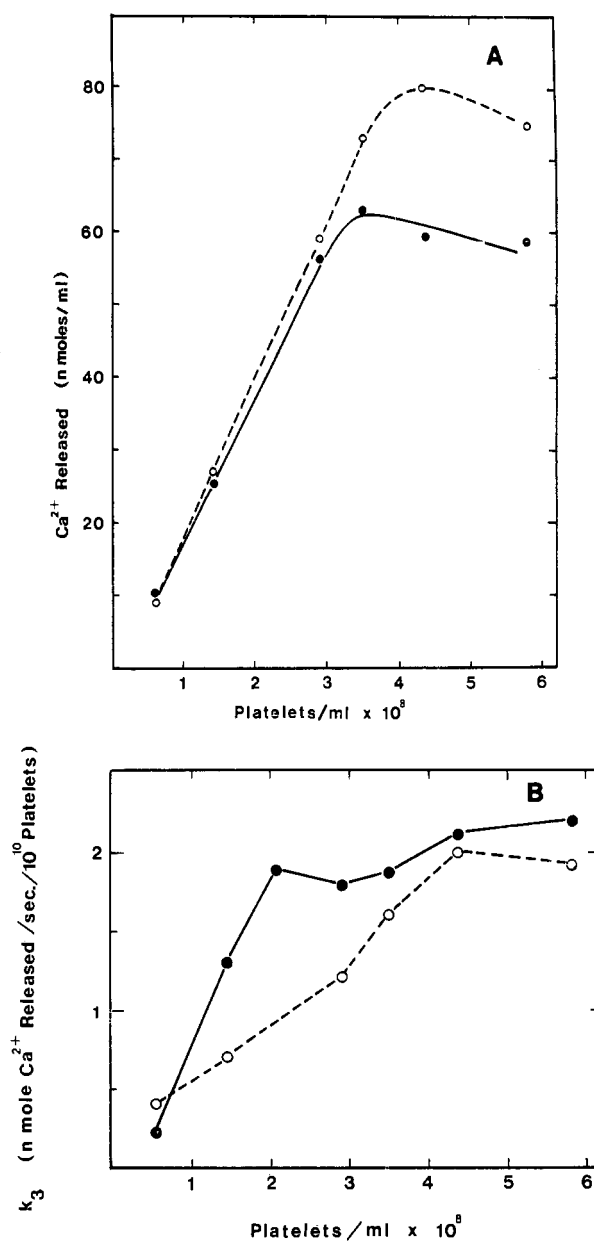 A
80
60
40
20
Ca2+ Released (n moles/ml)
1 2 3 4 5 6
Platelets/ml x 10^8
B
2
1
k3 (n mole Ca2+ Released /sec./10^10 Platelets)
1 2 3 4 5 6
Platelets / ml x 10^8